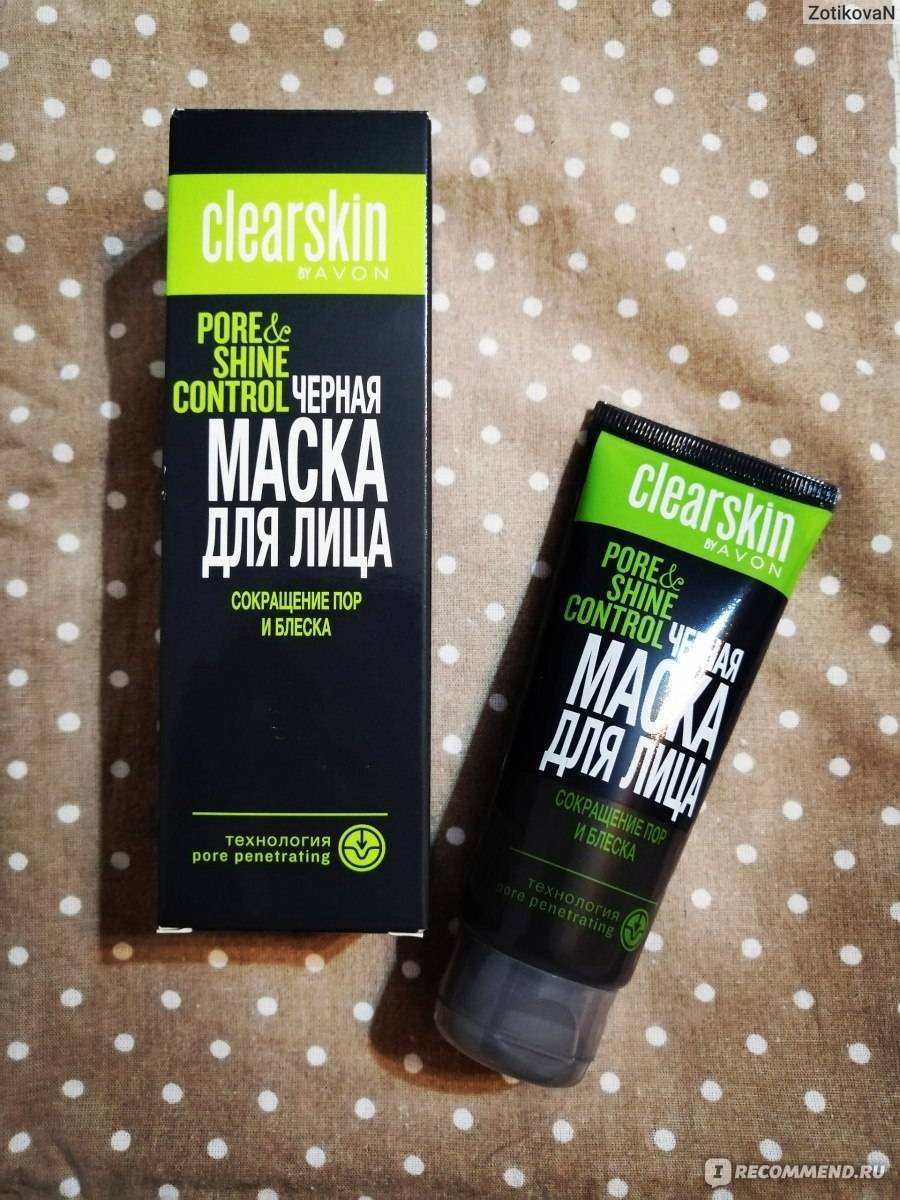 ZotikovaN
clearskin
BY AVON
PORE &
SHINE
CONTROL ЧЕРНАЯ
МАСКА
ДЛЯ ЛИЦА
СОКРАЩЕНИЕ ПОР
И БЛЕСКА
ТЕХНОЛОГИЯ
pore penetrating
clearskin
BY AVON
PORE &
SHINE
CONTROL ЧЕРНАЯ
МАСКА
ДЛЯ ЛИЦА
СОКРАЩЕНИЕ ПОР
И БЛЕСКА
ТЕХНОЛОГИЯ
pore penetrating
IRECOMMEND.RU